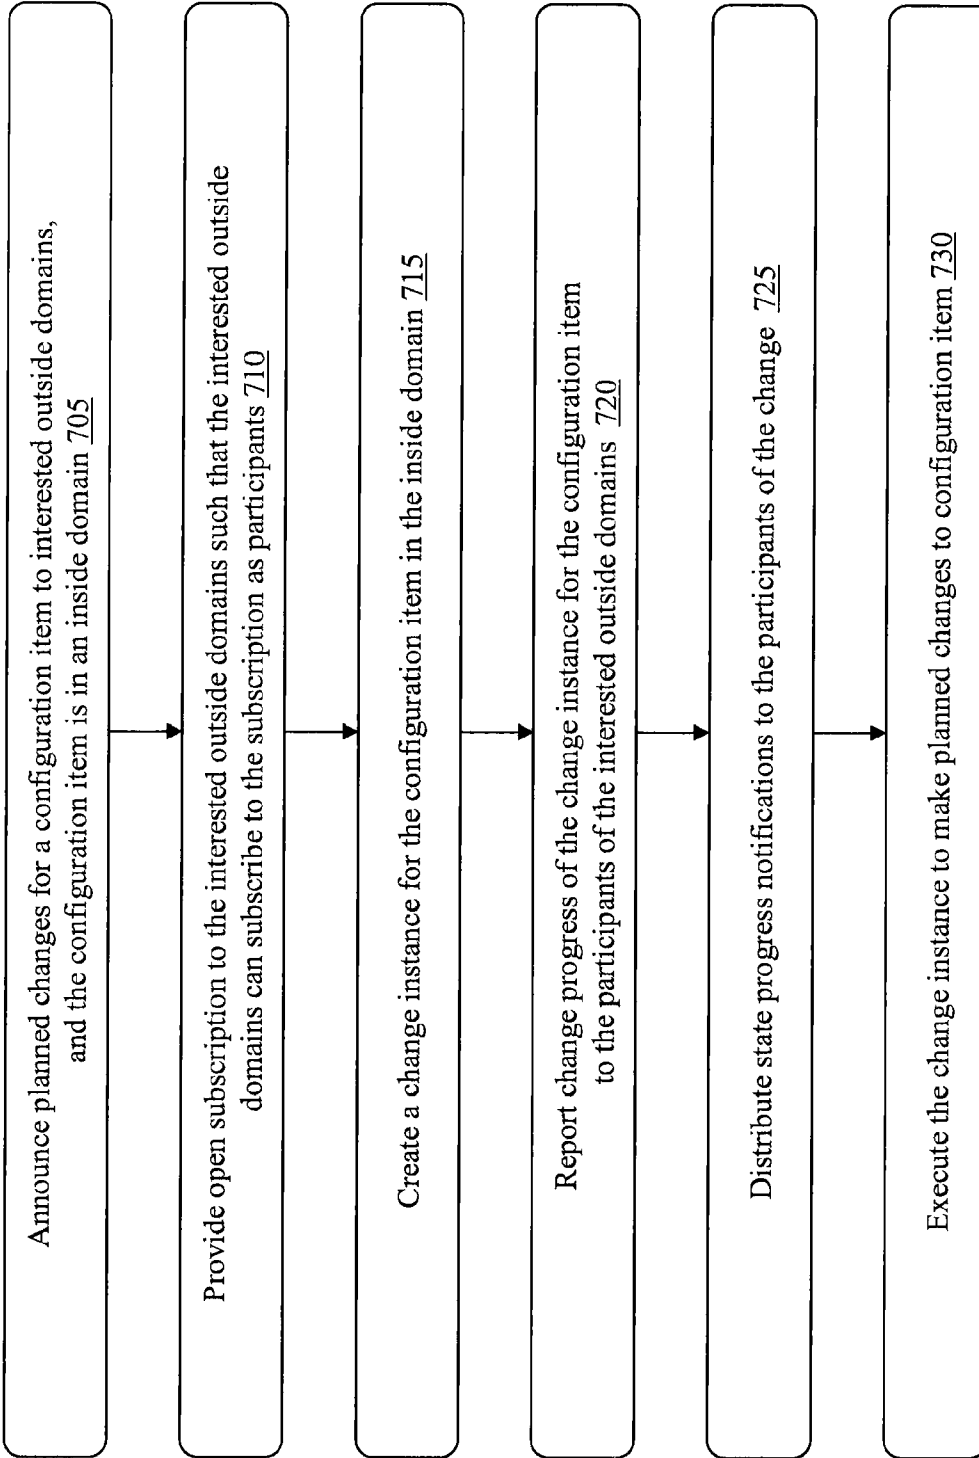 Announce planned changes for a configuration item to interested outside domains,
and the configuration item is in an inside domain 705
Provide open subscription to the interested outside domains such that the interested outside
domains can subscribe to the subscription as participants 710
Create a change instance for the configuration item in the inside domain 715
Report change progress of the change instance for the configuration item
to the participants of the interested outside domains 720
Distribute state progress notifications to the participants of the change 725
Execute the change instance to make planned changes to configuration item 730